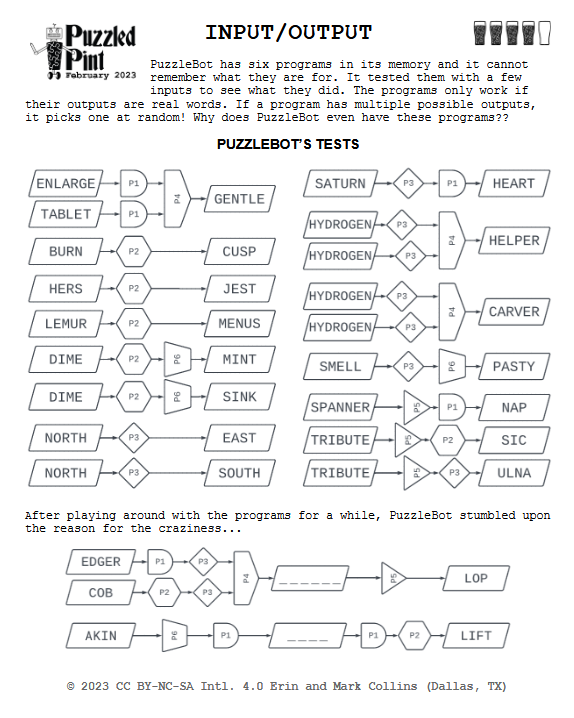 Puzzled
Pint
February 2023
INPUT/OUTPUT
PuzzleBot has six programs in its memory and it cannot
remember what they are for. It tested them with a few
inputs to see what they did. The programs only work if
their outputs are real words. If a program has multiple possible outputs,
it picks one at random! Why does PuzzleBot even have these programs??
PUZZLEBOT'S TESTS
ENLARGE P1
TABLET P1
P4 GENTLE
BURN P2 CUSP
HERS P2 JEST
LEMUR P2 MENUS
DIME P2 P6 MINT
DIME P2 P6 SINK
NORTH P3 EAST
NORTH P3 SOUTH
SATURN P3 P1 HEART
HYDROGEN P3
HYDROGEN P3
P4 HELPER
HYDROGEN P3
HYDROGEN P3
P4 CARVER
SMELL P3 P6 PASTY
SPANNER P5 P1 NAP
TRIBUTE P5 P2 SIC
TRIBUTE P5 P3 ULNA
After playing around with the programs for a while, PuzzleBot stumbled upon
the reason for the craziness...
EDGER P1 P3
COB P2 P3
P4 ______ P5 LOP
AKIN P6 P1 ____ P1 P2 LIFT
© 2023 CC BY-NC-SA Intl. 4.0 Erin and Mark Collins (Dallas, TX)